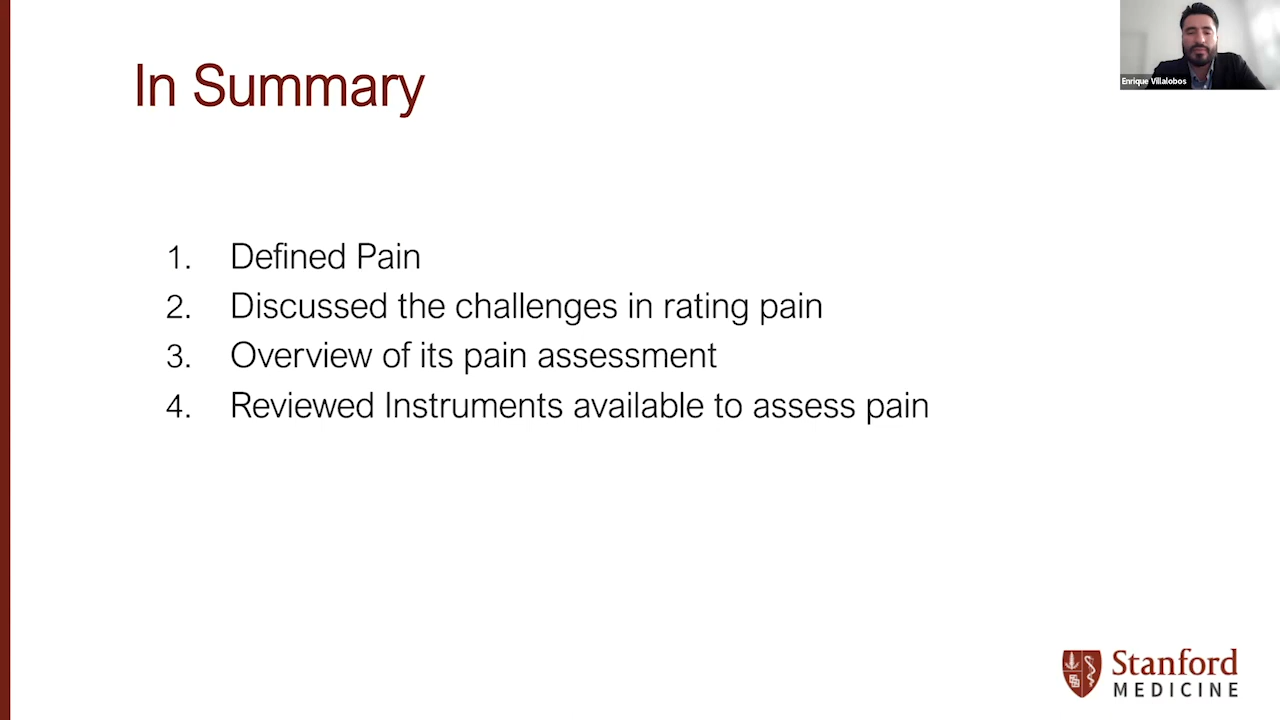 In Summary
Enrique Villalobos
1. Defined Pain
2. Discussed the challenges in rating pain
3. Overview of its pain assessment
4. Reviewed Instruments available to assess pain
Stanford
MEDICINE